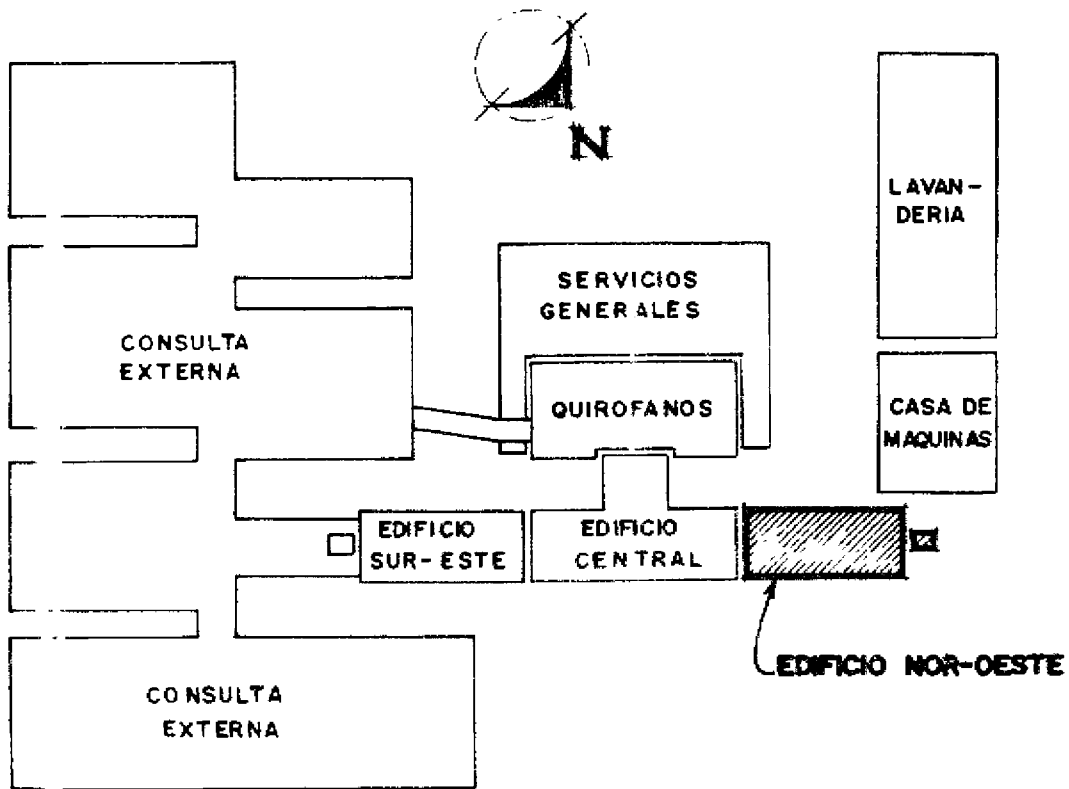 N
LAVAN-
DERIA
SERVICIOS
GENERALES
CONSULTA
EXTERNA
QUIROFANOS
CASA DE
MAQUINAS
EDIFICIO
SUR-ESTE
EDIFICIO
CENTRAL
EDIFICIO NOR-OESTE
CONSULTA
EXTERNA